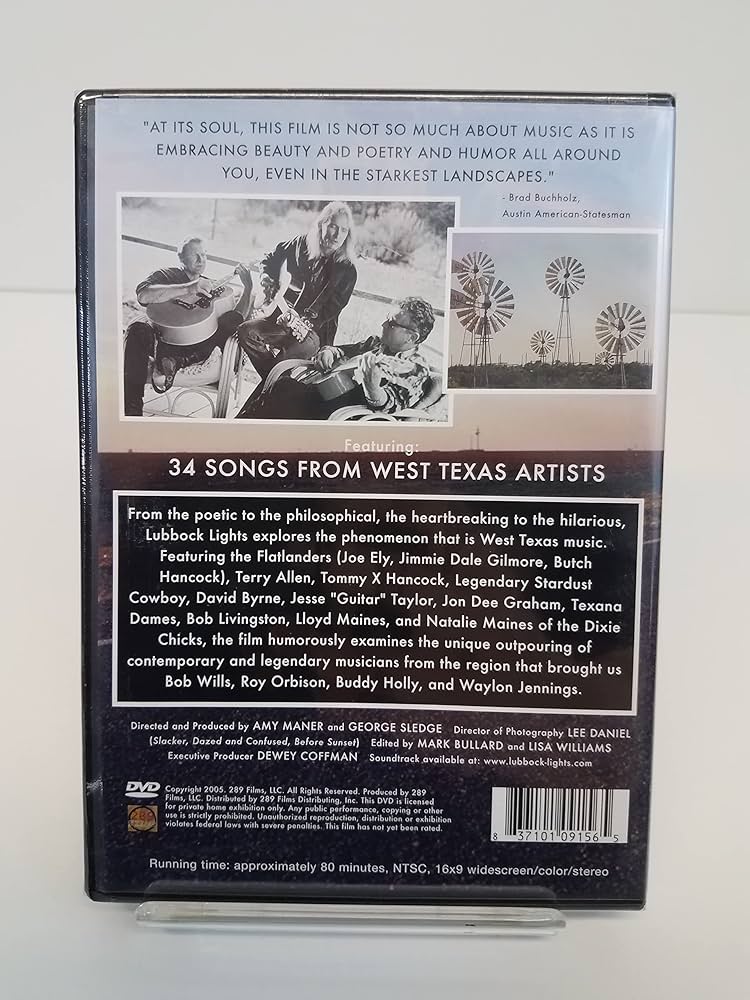 "AT ITS SOUL, THIS FILM IS NOT SO MUCH ABOUT MUSIC AS IT IS
EMBRACING BEAUTY AND POETRY AND HUMOR ALL AROUND
YOU, EVEN IN THE STARKEST LANDSCAPES."
- Brad Buchholz,
Austin American-Statesman
Featuring:
34 SONGS FROM WEST TEXAS ARTISTS
From the poetic to the philosophical, the heartbreaking to the hilarious,
Lubbock Lights explores the phenomenon that is West Texas music.
Featuring the Flatlanders (Joe Ely, Jimmie Dale Gilmore, Butch
Hancock), Terry Allen, Tommy X Hancock, Legendary Stardust
Cowboy, David Byrne, Jesse "Guitar" Taylor, Jon Dee Graham, Texana
Dames, Bob Livingston, Lloyd Maines, and Natalie Maines of the Dixie
Chicks, the film humorously examines the unique outpouring of
contemporary and legendary musicians from the region that brought us
Bob Wills, Roy Orbison, Buddy Holly, and Waylon Jennings.
Directed and Produced by AMY MANER and GEORGE SLEDGE Director of Photography LEE DANIEL
(Slacker, Dazed and Confused, Before Sunset) Edited by MARK BULLARD and LISA WILLIAMS
Executive Producer DEWEY COFFMAN Soundtrack available at: www.lubbock-lights.com
DVD
289
Copyright 2005. 289 Films, LLC. All Rights Reserved. Produced by 289
Films, LLC. Distributed by 289 Films Distributing, Inc. This DVD is licensed
for private home exhibition only. Any public performance, copying or other
use is strictly prohibited. Unauthorized reproduction, distribution or exhibition
violates federal laws with severe penalties. This film has not yet been rated.
8 37101 09156 5
Running time: approximately 80 minutes, NTSC, 16x9 widescreen/color/stereo